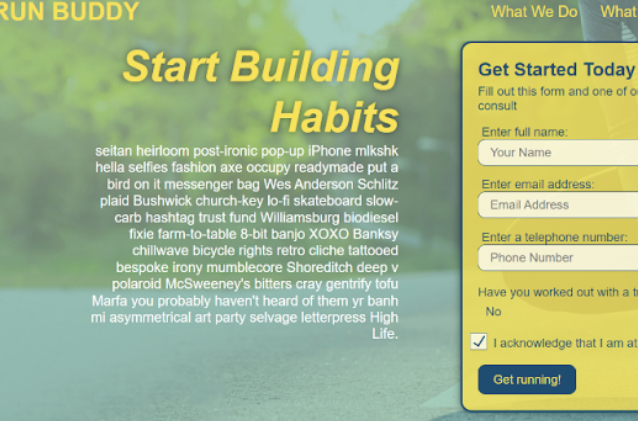 RUN BUDDY
What We Do What
Start Building
Habits
seitan heirloom post-ironic pop-up iPhone mlkshk
hella selfies fashion axe occupy readymade put a
bird on it messenger bag Wes Anderson Schlitz
plaid Bushwick church-key lo-fi skateboard slow-
carb hashtag trust fund Williamsburg biodiesel
fixie farm-to-table 8-bit banjo XOXO Banksy
chillwave bicycle rights retro cliche tattooed
bespoke irony mumblecore Shoreditch deep v
polaroid McSweeney's bitters cray gentrify tofu
Marfa you probably haven't heard of them yr banh
mi asymmetrical art party selvage letterpress High
Life.
Get Started Today
Fill out this form and one of
consult
Enter full name:
Your Name
Enter email address:
Email Address
Enter a telephone number:
Phone Number
Have you worked out with a
No
I acknowledge that I am at
Get running!